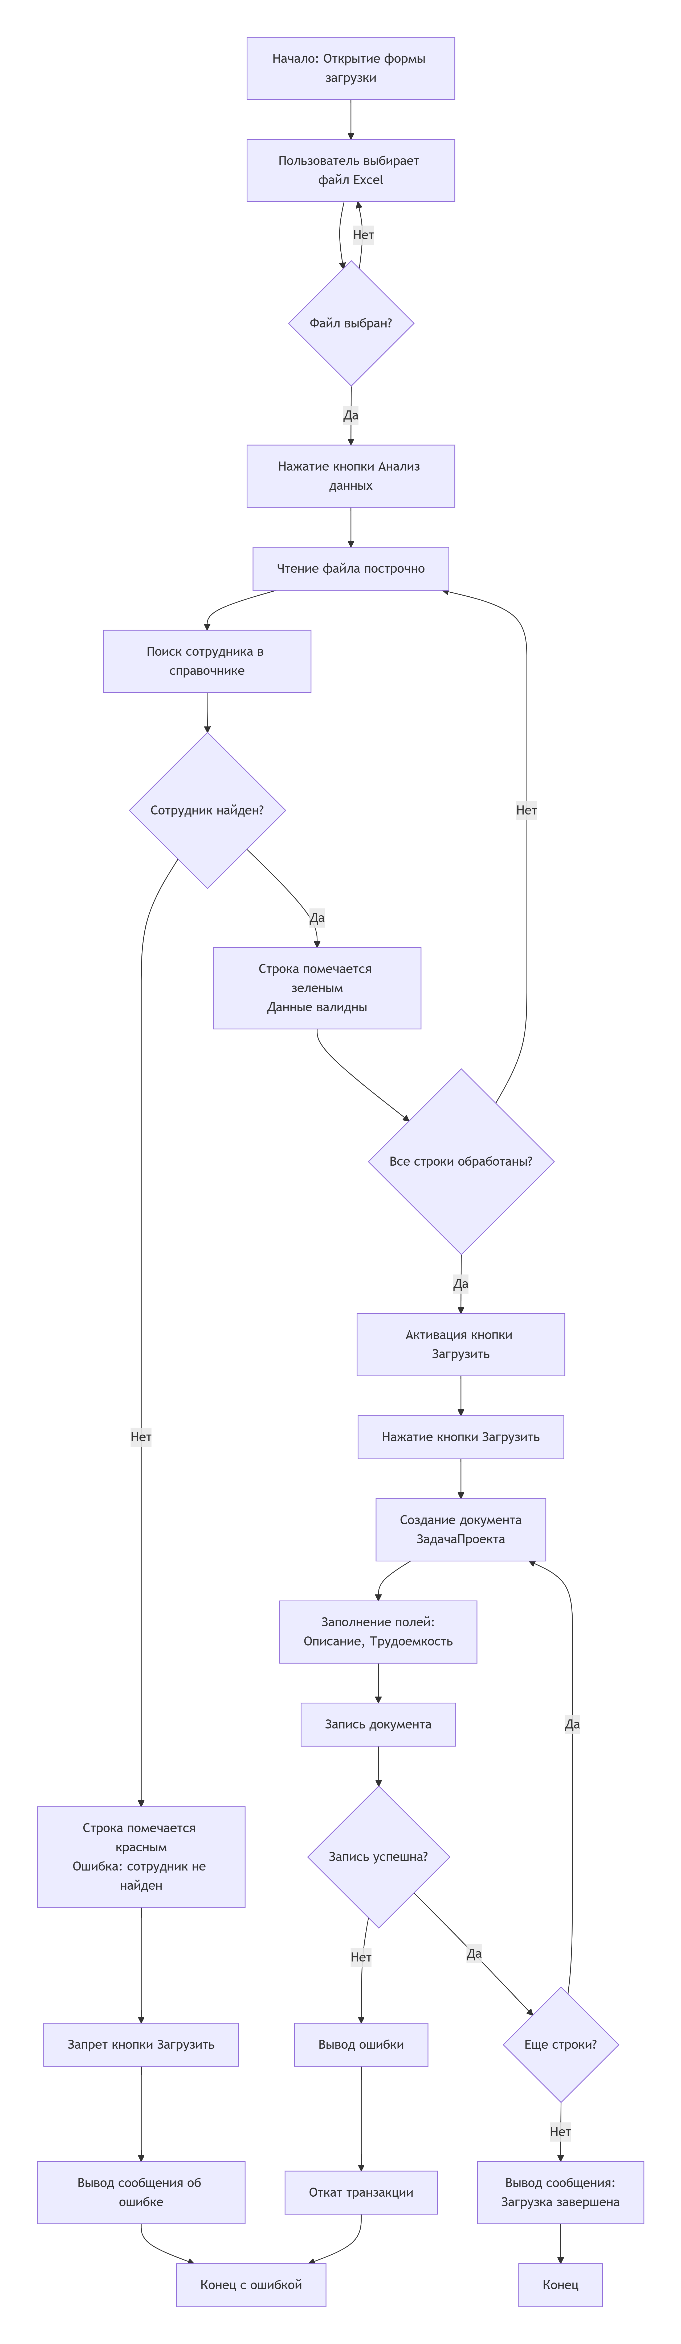 Начало: Открытие формы
загрузки
Пользователь выбирает
файл Excel
Нет
Файл выбран?
Да
Нажатие кнопки Анализ
данных
Чтение файла построчно
Поиск сотрудника в
справочнике
Сотрудник найден?
Нет
Да
Строка помечается
зеленым
Данные валидны
Все строки обработаны?
Да
Активация кнопки
Загрузить
Нет
Нажатие кнопки Загрузить
Создание документа
ЗадачаПроекта
Заполнение полей:
Описание, Трудоемкость
Запись документа
Да
Строка помечается
красным
Ошибка: сотрудник не
найден
Запись успешна?
Нет
Да
Запрет кнопки Загрузить
Вывод ошибки
Еще строки?
Нет
Вывод сообщения об
ошибке
Откат транзакции
Вывод сообщения:
Загрузка завершена
Конец с ошибкой
Конец